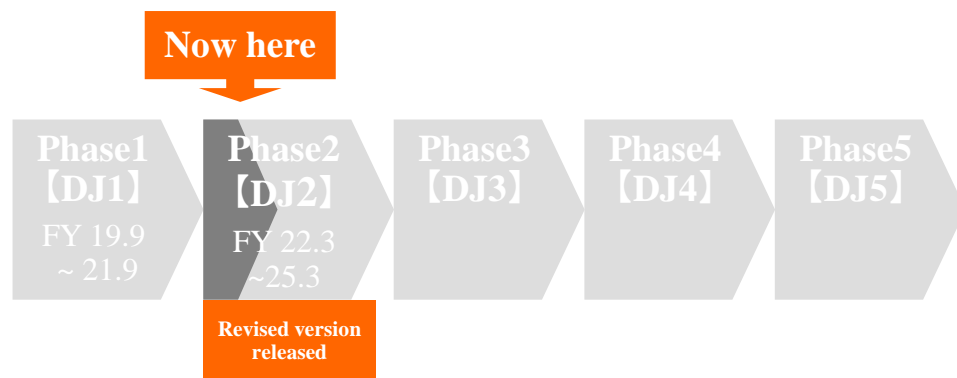 Now here
Phase1
【DJ1】
FY 19.9
~ 21.9
Phase2
【DJ2】
FY 22.3
~25.3
Phase3
【DJ3】
Phase4
【DJ4】
Phase5
【DJ5】
Revised version
released